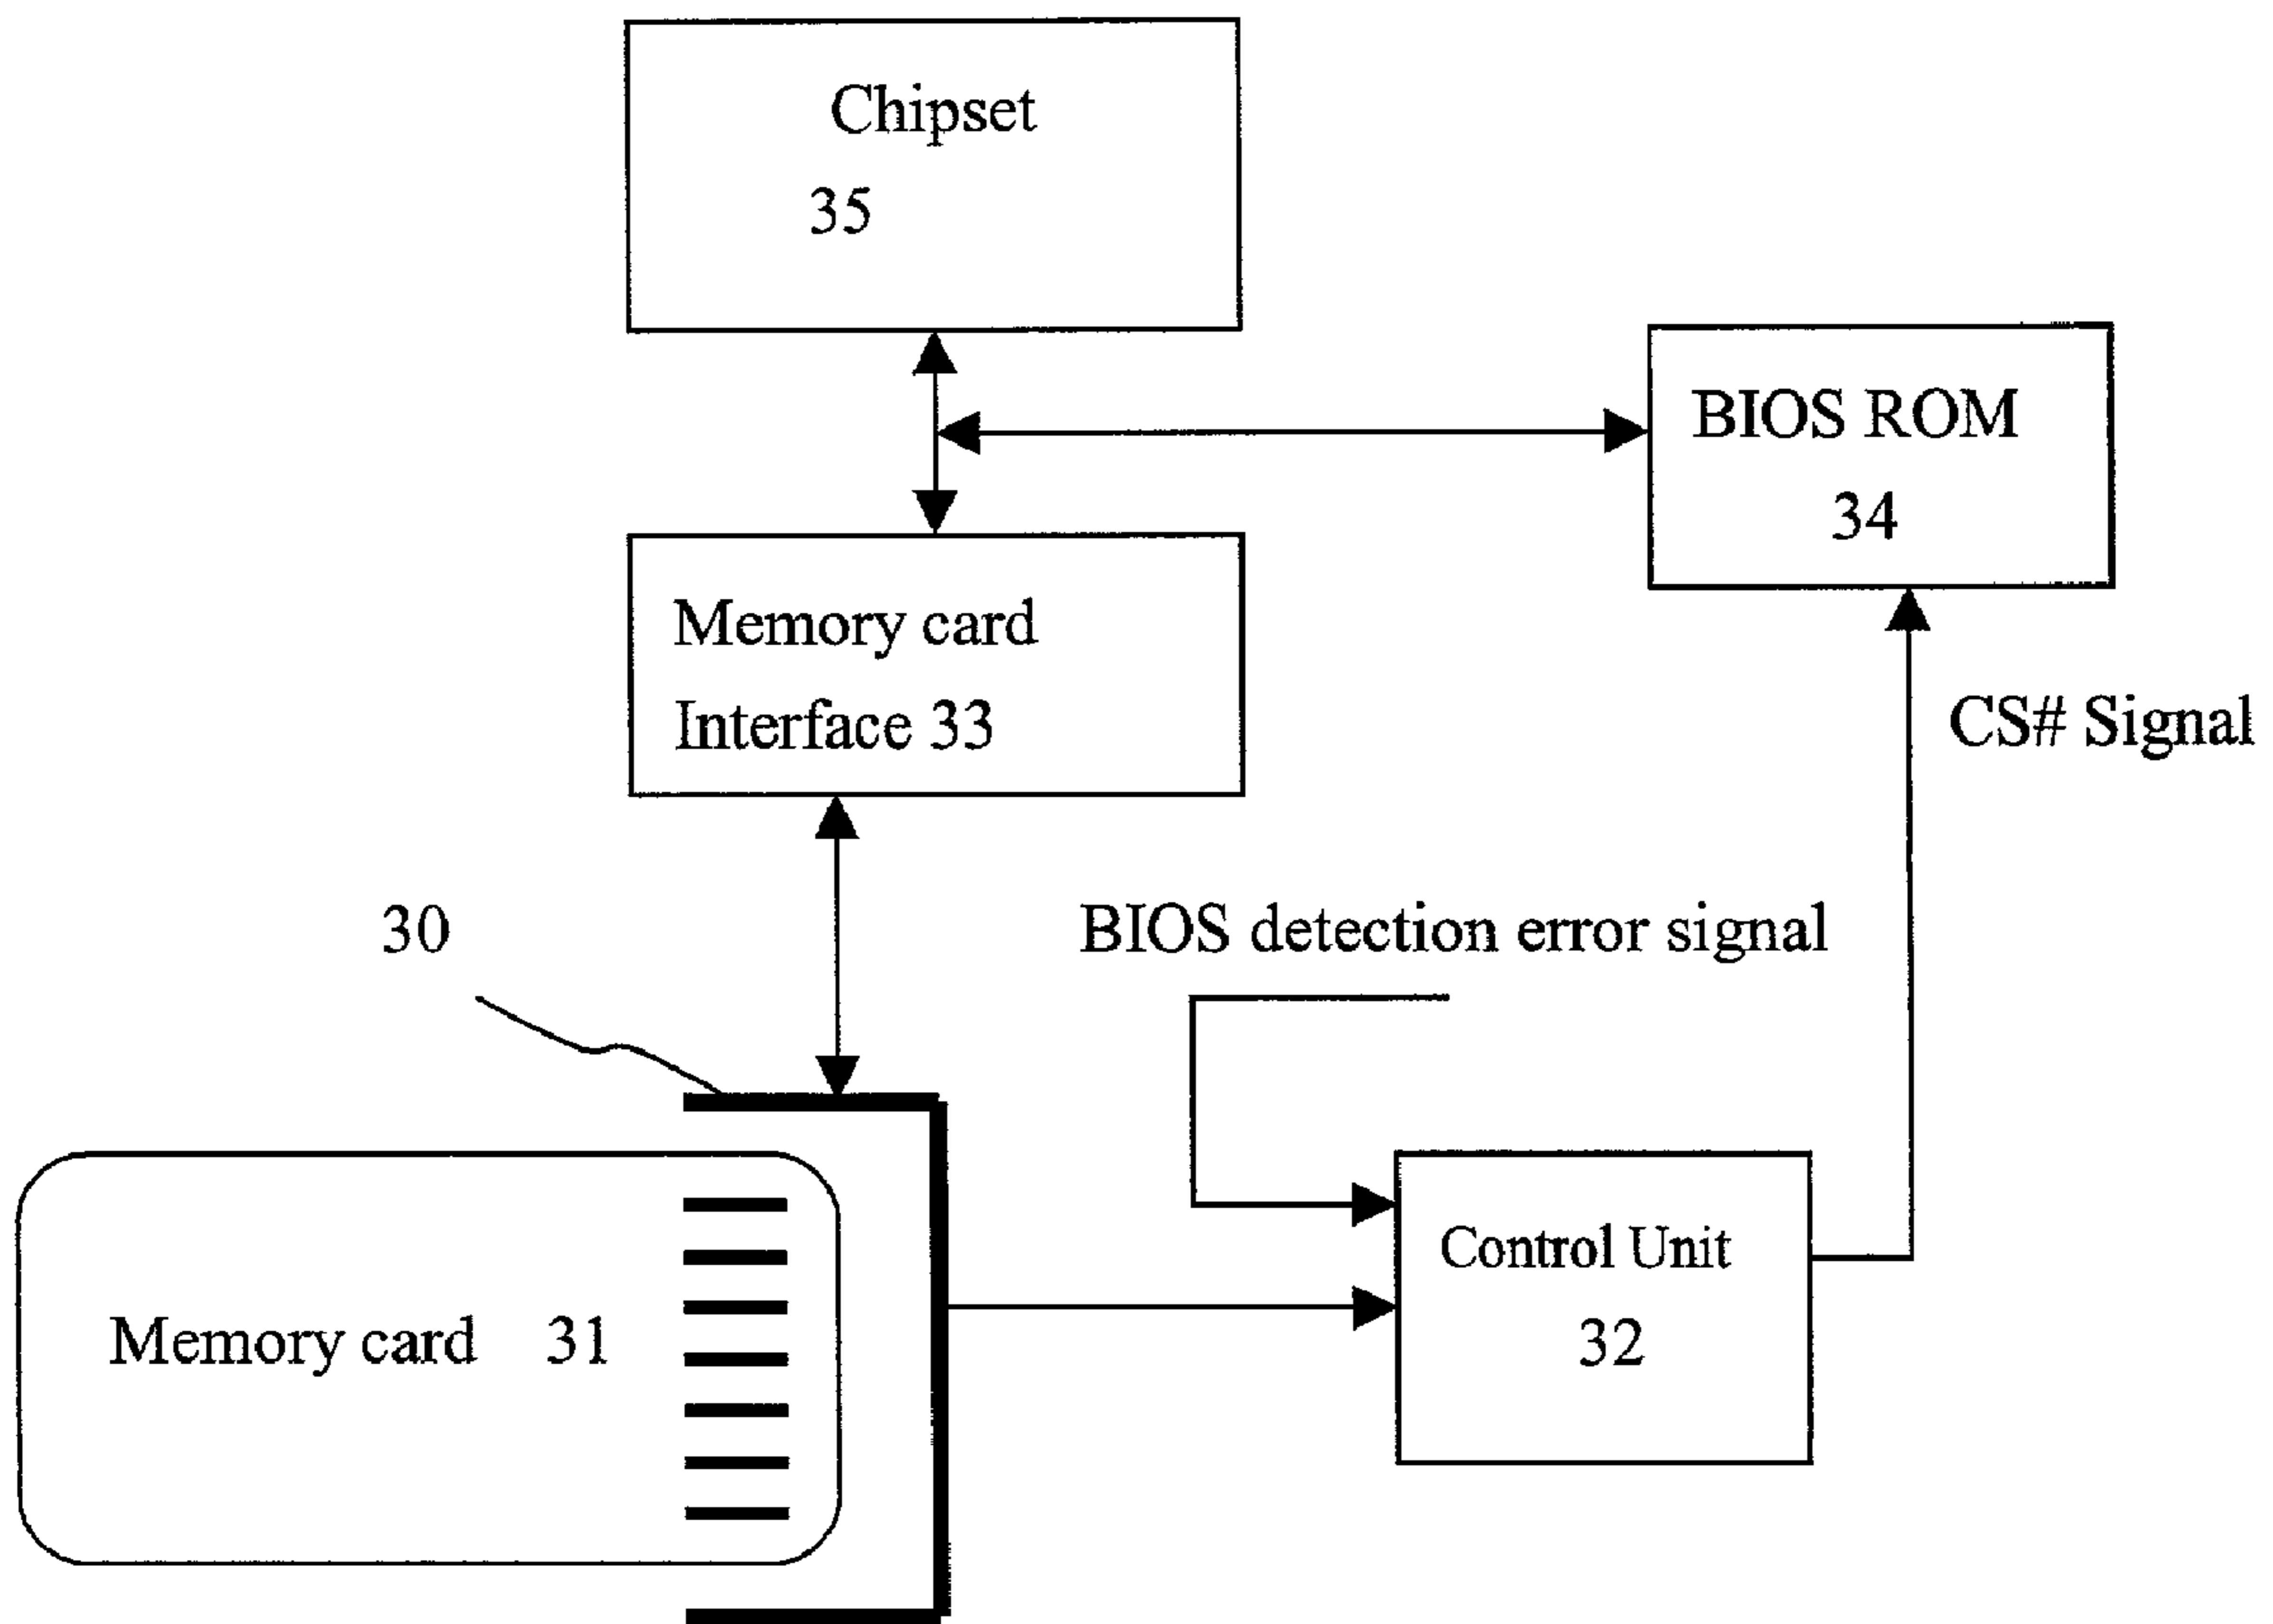 Chipset
35
BIOS ROM
34
Memory card
Interface 33
CS# Signal
30
BIOS detection error signal
Control Unit
32
Memory card 31